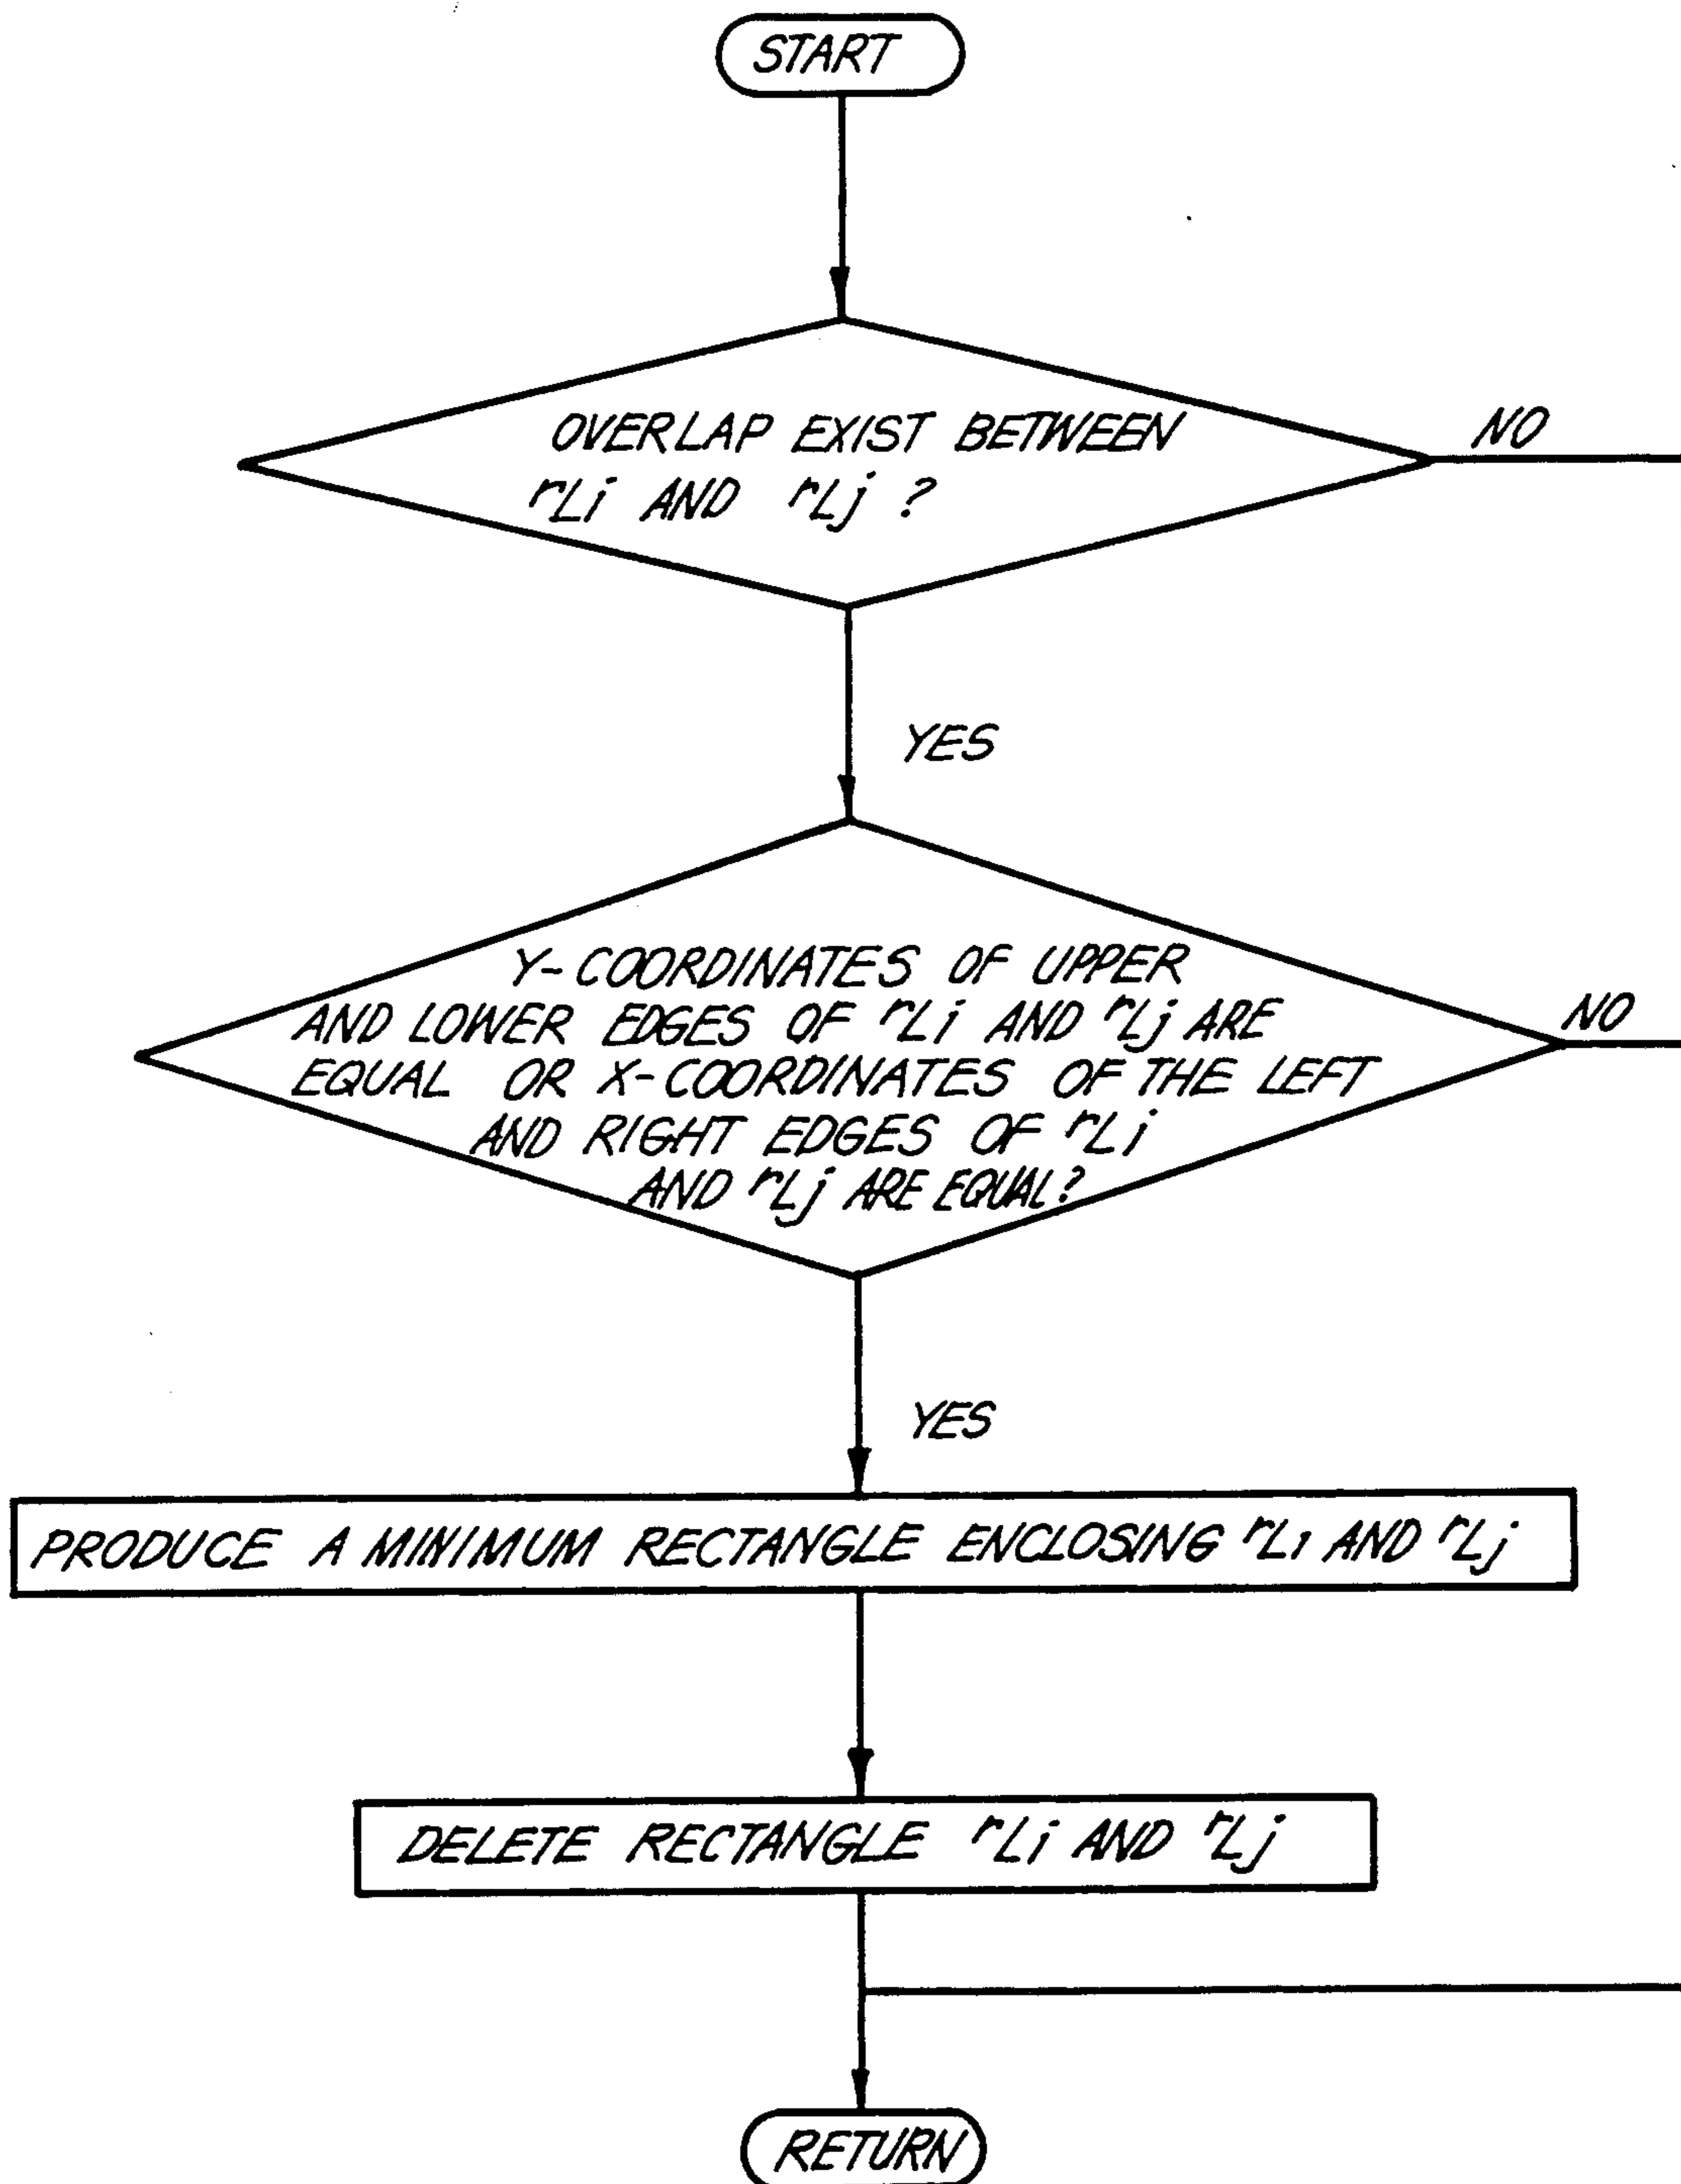 START
OVERLAP EXIST BETWEEN
rLi AND rLj ?
NO
YES
Y-COORDINATES OF UPPER
AND LOWER EDGES OF rLi AND rLj ARE
EQUAL OR X-COORDINATES OF THE LEFT
AND RIGHT EDGES OF rLi
AND rLj ARE EQUAL?
NO
YES
PRODUCE A MINIMUM RECTANGLE ENCLOSING rLi AND rLj
DELETE RECTANGLE rLi AND rLj
RETURN